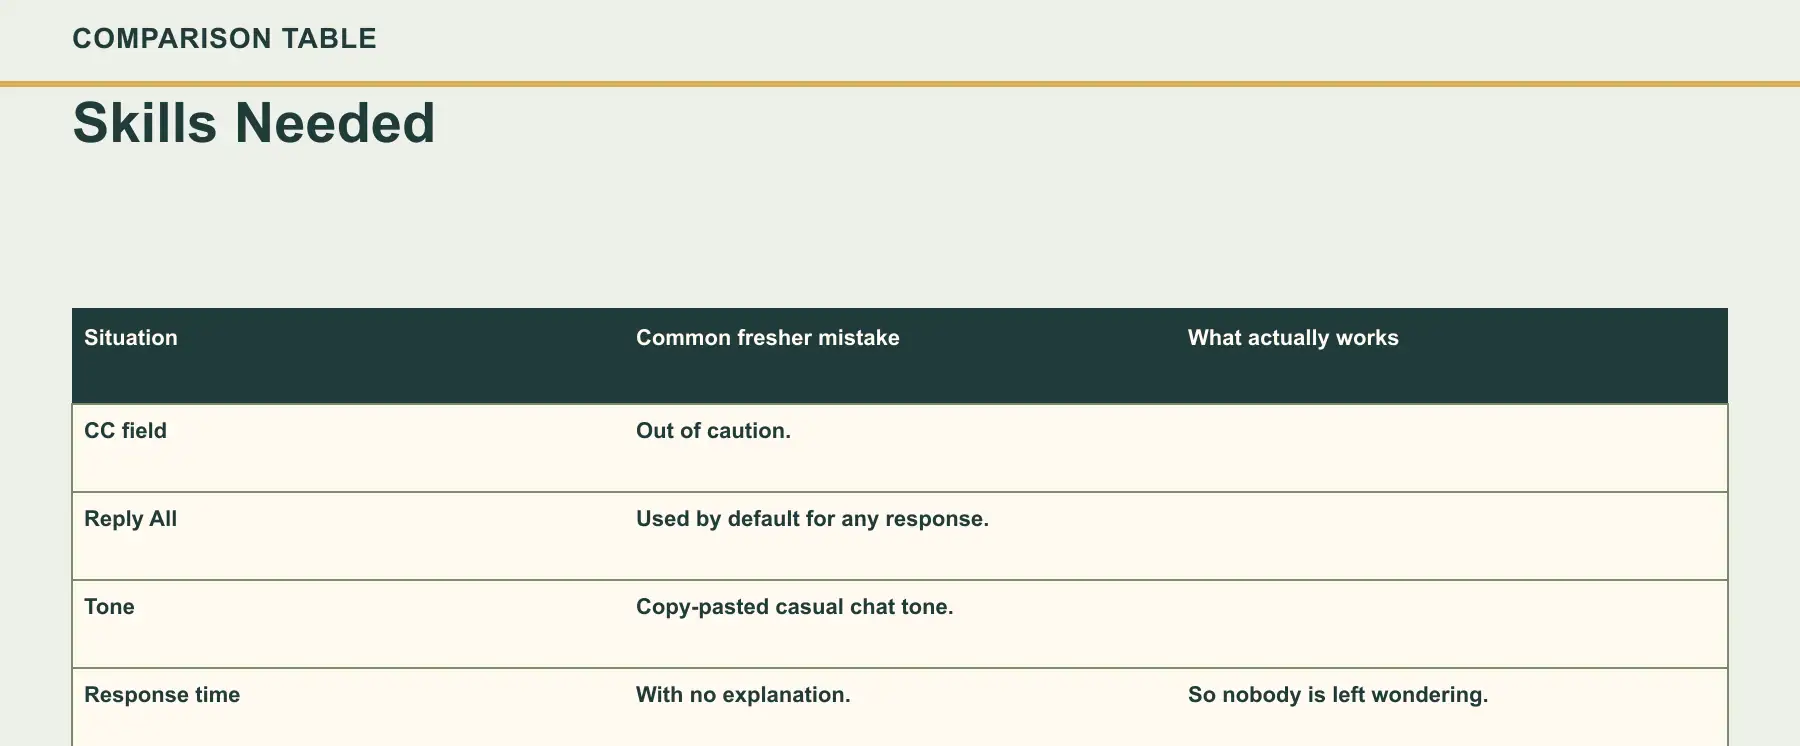 COMPARISON TABLE
Skills Needed
Situation Common fresher mistake What actually works
CC field Out of caution.
Reply All Used by default for any response.
Tone Copy-pasted casual chat tone.
Response time With no explanation. So nobody is left wondering.